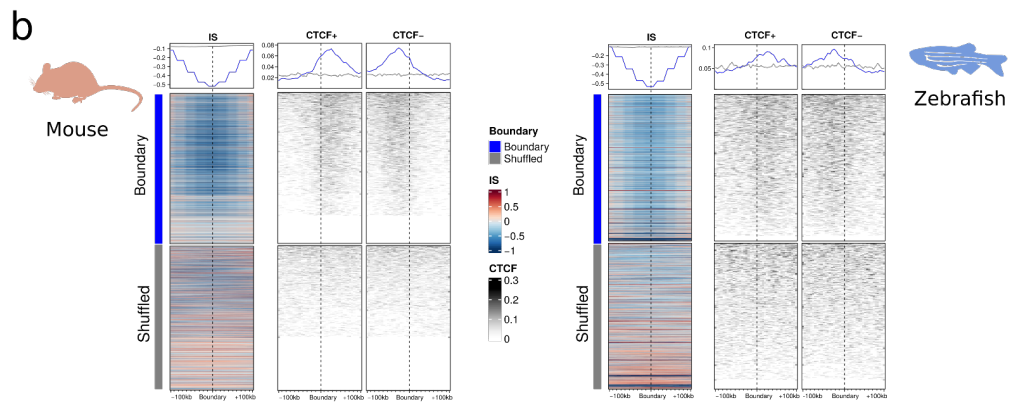 b
Mouse
IS
CTCF+
CTCF−
−0.1
−0.2
−0.3
−0.4
−0.5
0.08
0.06
0.04
0.02
Boundary
Shuffled
−100kb Boundary +100kb
−100kb Boundary +100kb
−100kb Boundary +100kb
Boundary
Boundary
Shuffled
IS
1
0.5
0
−0.5
−1
CTCF
0.3
0.2
0.1
0
IS
CTCF+
CTCF−
−0.2
−0.3
−0.4
−0.5
0.1
0.05
Boundary
Shuffled
−100kb Boundary +100kb
−100kb Boundary +100kb
−100kb Boundary +100kb
Zebrafish